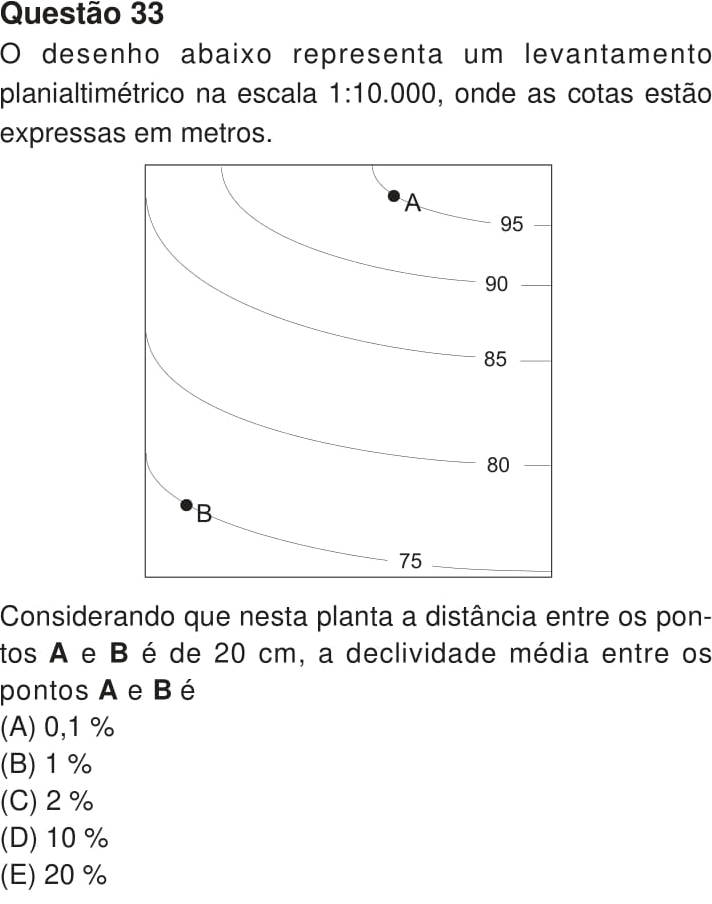 Questão 33
O desenho abaixo representa um levantamento
planialtimétrico na escala 1:10.000, onde as cotas estão
expressas em metros.
A
95
90
85
80
B
75
Considerando que nesta planta a distância entre os pon-
tos A e B é de 20 cm, a declividade média entre os
pontos A e B é
(A) 0,1 %
(B) 1 %
(C) 2 %
(D) 10 %
(E) 20 %